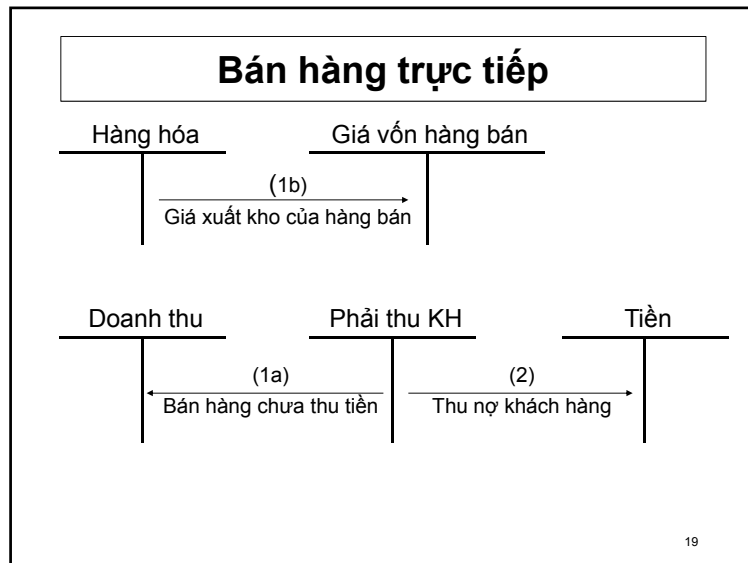 Bán hàng trực tiếp
Hàng hóa
Giá vốn hàng bán
(1b)
Giá xuất kho của hàng bán
Doanh thu
Phải thu KH
Tiền
(1a)
(2)
Bán hàng chưa thu tiền
Thu nợ khách hàng
19